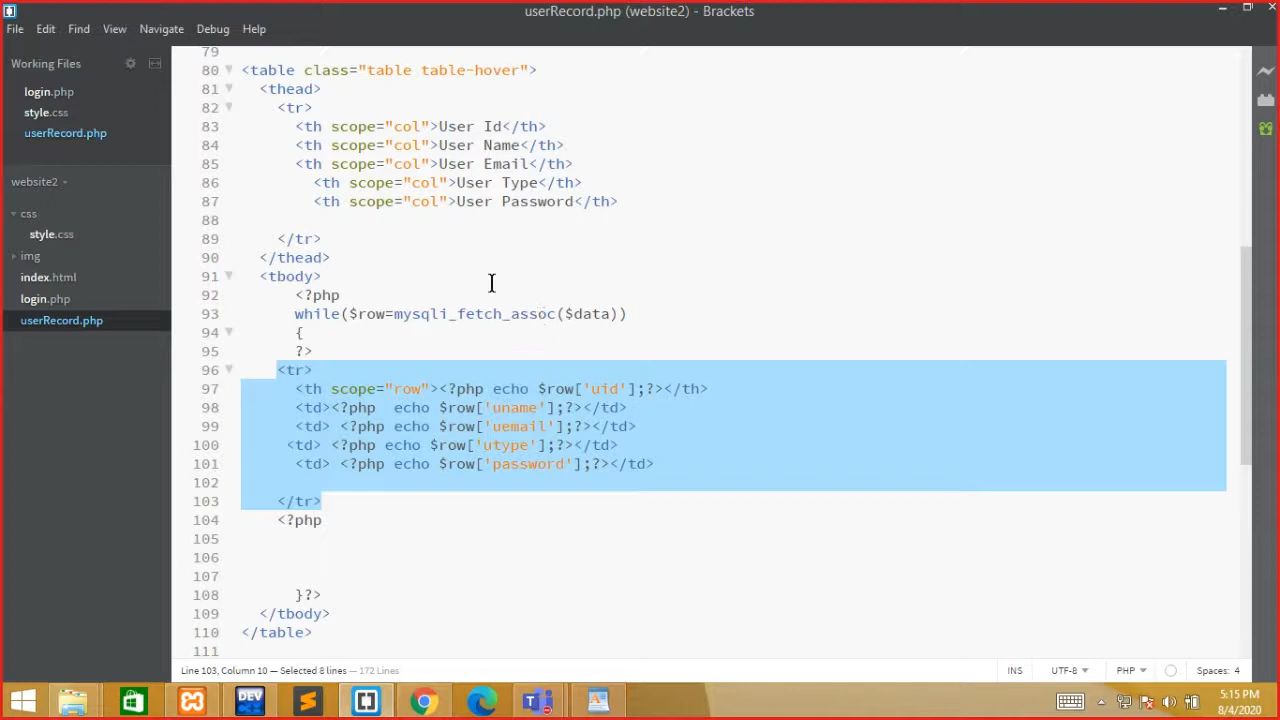 userRecord.php (website2) - Brackets
File Edit Find View Navigate Debug Help
Working Files
login.php
style.css
userRecord.php
website2
css
style.css
img
index.html
login.php
userRecord.php
79
80 <table class="table table-hover">
81 <thead>
82 <tr>
83 <th scope="col">User Id</th>
84 <th scope="col">User Name</th>
85 <th scope="col">User Email</th>
86 <th scope="col">User Type</th>
87 <th scope="col">User Password</th>
88
89 </tr>
90 </thead>
91 <tbody>
92 <?php
93 while($row=mysqli_fetch_assoc($data))
94 {
95 ?>
96 <tr>
97 <th scope="row"><?php echo $row['uid'];?></th>
98 <td><?php  echo $row['uname'];?></td>
99 <td> <?php echo $row['uemail'];?></td>
100 <td> <?php echo $row['utype'];?></td>
101 <td> <?php echo $row['password'];?></td>
102
103 </tr>
104 <?php
105
106
107
108 }?>
109 </tbody>
110 </table>
111
Line 103, Column 10 — Selected 8 lines — 172 Lines
INS UTF-8 PHP Spaces: 4
DEV
5:15 PM
8/4/2020